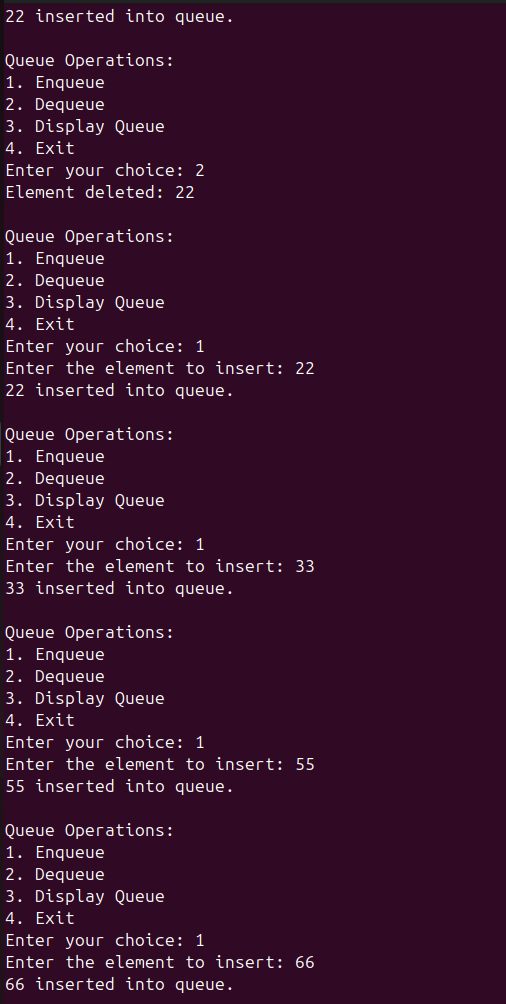 22 inserted into queue.
Queue Operations:
1. Enqueue
2. Dequeue
3. Display Queue
4. Exit
Enter your choice: 2
Element deleted: 22
Queue Operations:
1. Enqueue
2. Dequeue
3. Display Queue
4. Exit
Enter your choice: 1
Enter the element to insert: 22
22 inserted into queue.
Queue Operations:
1. Enqueue
2. Dequeue
3. Display Queue
4. Exit
Enter your choice: 1
Enter the element to insert: 33
33 inserted into queue.
Queue Operations:
1. Enqueue
2. Dequeue
3. Display Queue
4. Exit
Enter your choice: 1
Enter the element to insert: 55
55 inserted into queue.
Queue Operations:
1. Enqueue
2. Dequeue
3. Display Queue
4. Exit
Enter your choice: 1
Enter the element to insert: 66
66 inserted into queue.